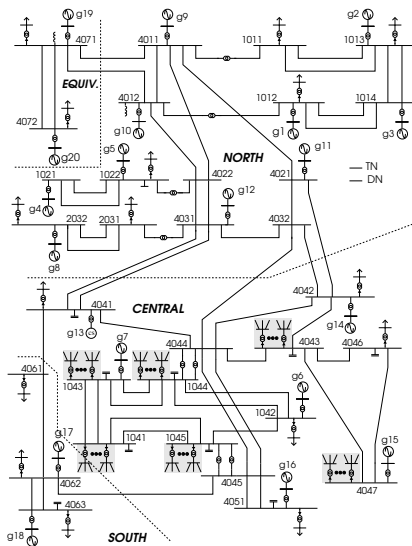 g19 g9 g2
4071 4011 1011 1013
EQUIV.
4012 1012 1014
g10 g1 g3
4072
g20
g5 NORTH g11
TN
DN
1021 1022 4022 g12 4021
g4
2032 2031 4031 4032
g8
4042
CENTRAL
4041
g13 CS
g14
g7 4044 4043 4046
4061
1043 1044 g6
1042
g17 1041 1045 g15
g16
4062 4045 4047
4051
4063
g18 SOUTH